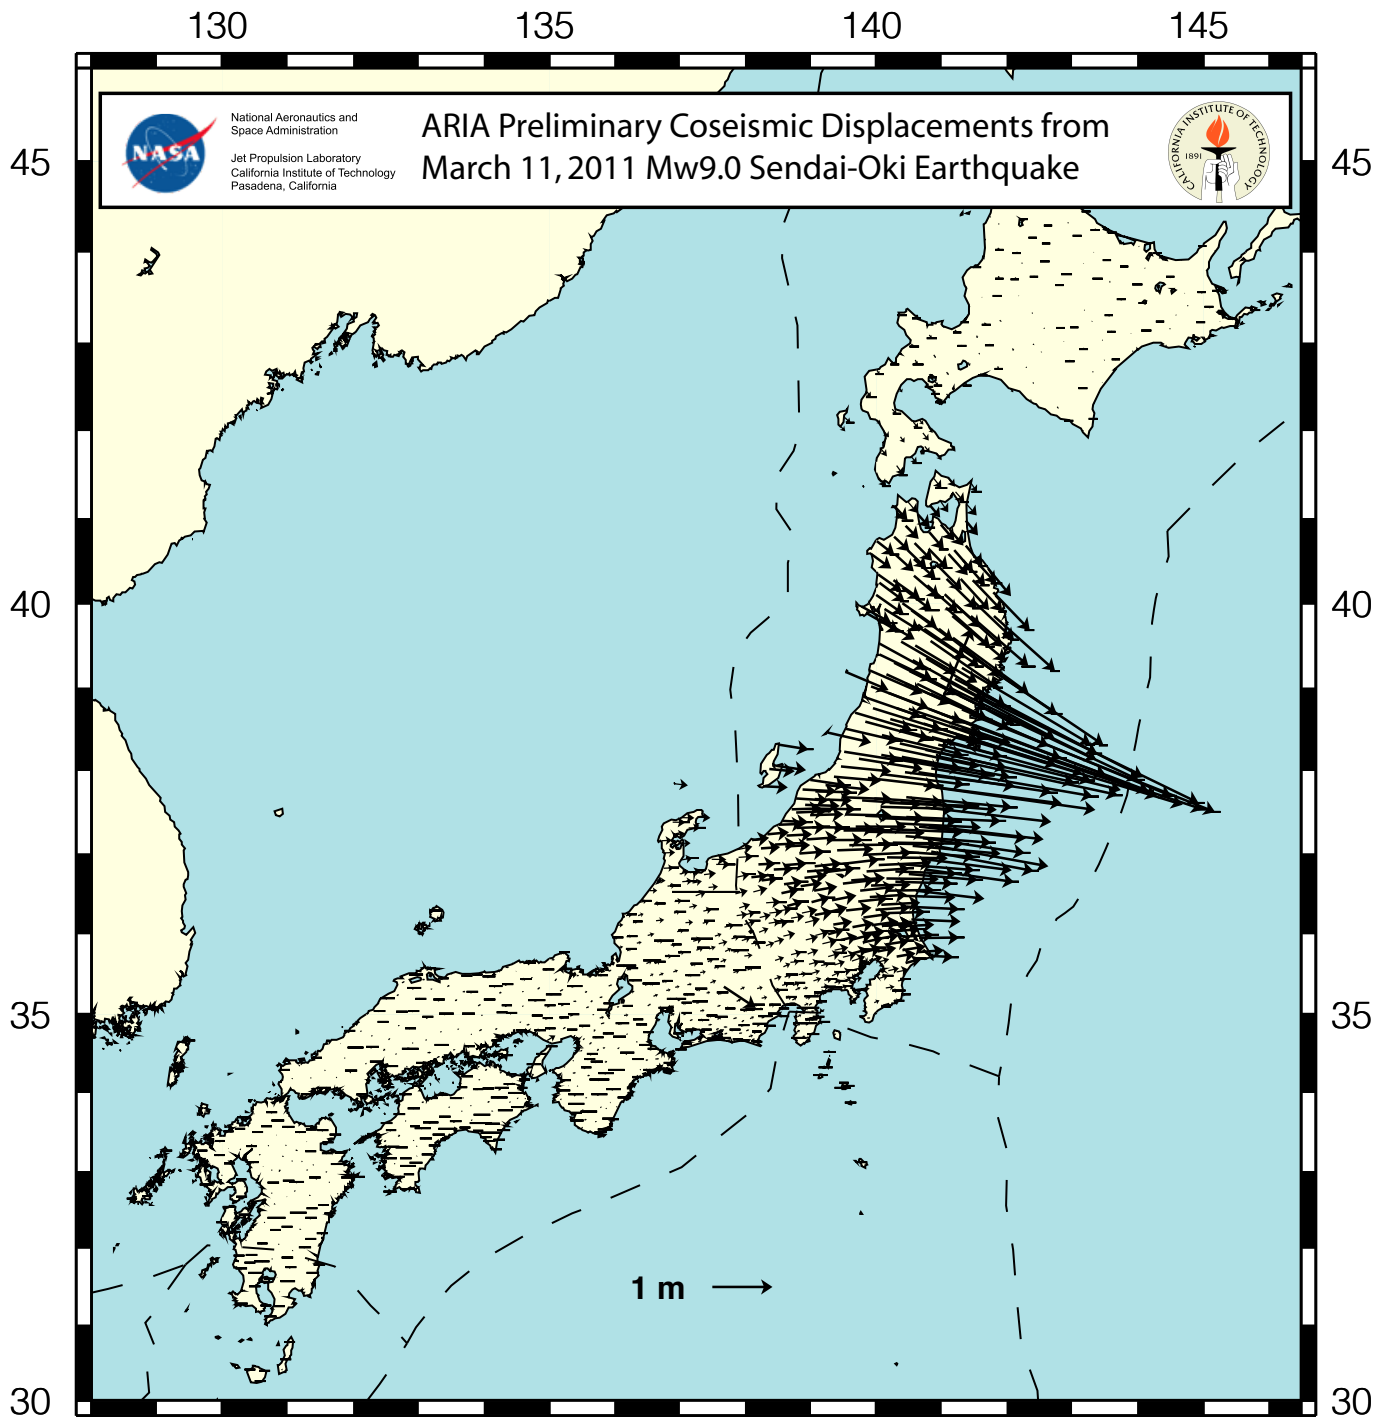 130 135 140 145
National Aeronautics and
Space Administration
Jet Propulsion Laboratory
California Institute of Technology
Pasadena, California
NASA
ARIA Preliminary Coseismic Displacements from
March 11, 2011 Mw9.0 Sendai-Oki Earthquake
CALIFORNIA INSTITUTE OF TECHNOLOGY
1891
45 45
40 40
35 35
1 m
30 30